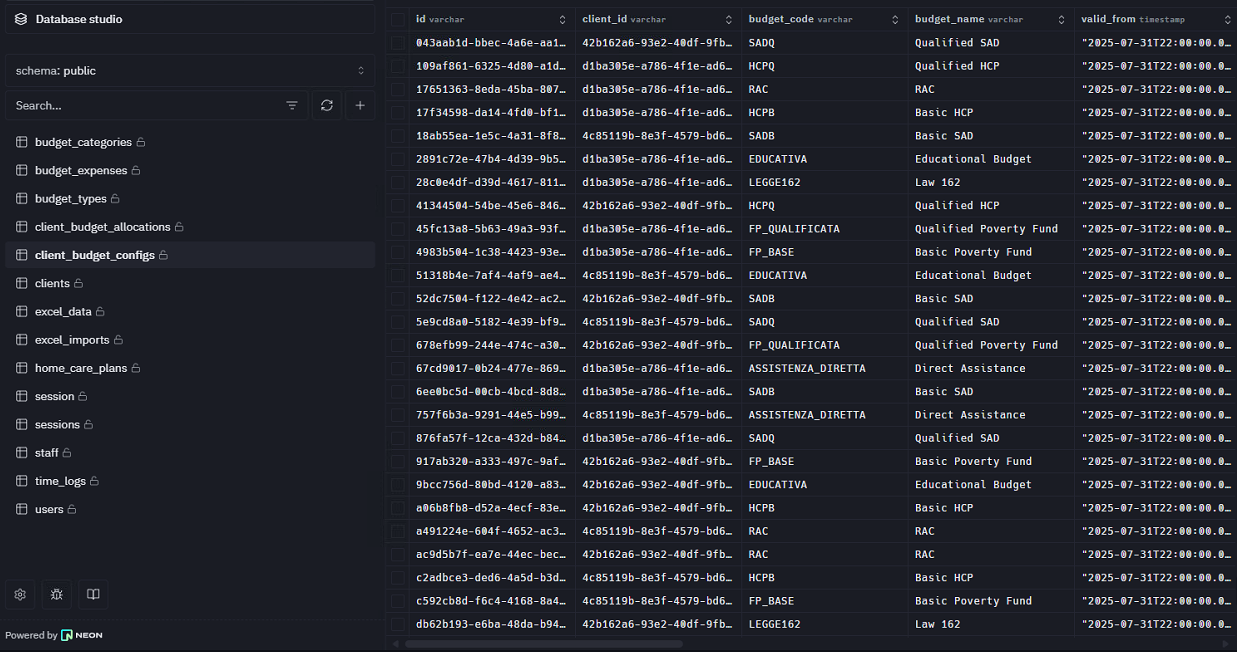 Database studio
schema: public
Search...
budget_categories
budget_expenses
budget_types
client_budget_allocations
client_budget_configs
clients
excel_data
excel_imports
home_care_plans
session
sessions
staff
time_logs
users
Powered by NEON
id varchar client_id varchar budget_code varchar budget_name varchar valid_from timestamp
043aab1d-bbec-4a6e-aa1… 42b162a6-93e2-40df-9fb… SADQ Qualified SAD "2025-07-31T22:00:00.0…
109af861-6325-4d80-a1d… d1ba305e-a786-4f1e-ad6… HCPQ Qualified HCP "2025-07-31T22:00:00.0…
17651363-8eda-45ba-807… d1ba305e-a786-4f1e-ad6… RAC RAC "2025-07-31T22:00:00.0…
17f34598-da14-4fd0-bf1… d1ba305e-a786-4f1e-ad6… HCPB Basic HCP "2025-07-31T22:00:00.0…
18ab55ea-1e5c-4a31-8f8… 4c85119b-8e3f-4579-bd6… SADB Basic SAD "2025-07-31T22:00:00.0…
2891c72e-47b4-4d39-9b5… d1ba305e-a786-4f1e-ad6… EDUCATIVA Educational Budget "2025-07-31T22:00:00.0…
28c0e4df-d39d-4617-811… d1ba305e-a786-4f1e-ad6… LEGGE162 Law 162 "2025-07-31T22:00:00.0…
41344504-54be-45e6-846… 42b162a6-93e2-40df-9fb… HCPQ Qualified HCP "2025-07-31T22:00:00.0…
45fc13a8-5b63-49a3-93f… d1ba305e-a786-4f1e-ad6… FP_QUALIFICATA Qualified Poverty Fund "2025-07-31T22:00:00.0…
4983b504-1c38-4423-93e… d1ba305e-a786-4f1e-ad6… FP_BASE Basic Poverty Fund "2025-07-31T22:00:00.0…
51318b4e-7af4-4af9-ae4… 4c85119b-8e3f-4579-bd6… EDUCATIVA Educational Budget "2025-07-31T22:00:00.0…
52dc7504-f122-4e42-ac2… 42b162a6-93e2-40df-9fb… SADB Basic SAD "2025-07-31T22:00:00.0…
5e9cd8a0-5182-4e39-bf9… 4c85119b-8e3f-4579-bd6… SADQ Qualified SAD "2025-07-31T22:00:00.0…
678efb99-244e-474c-a30… 42b162a6-93e2-40df-9fb… FP_QUALIFICATA Qualified Poverty Fund "2025-07-31T22:00:00.0…
67cd9017-0b24-477e-869… d1ba305e-a786-4f1e-ad6… ASSISTENZA_DIRETTA Direct Assistance "2025-07-31T22:00:00.0…
6ee0bc5d-00cb-4bcd-8d8… d1ba305e-a786-4f1e-ad6… SADB Basic SAD "2025-07-31T22:00:00.0…
757f6b3a-9291-44e5-b99… 4c85119b-8e3f-4579-bd6… ASSISTENZA_DIRETTA Direct Assistance "2025-07-31T22:00:00.0…
876fa57f-12ca-432d-b84… d1ba305e-a786-4f1e-ad6… SADQ Qualified SAD "2025-07-31T22:00:00.0…
917ab320-a333-497c-9af… 42b162a6-93e2-40df-9fb… FP_BASE Basic Poverty Fund "2025-07-31T22:00:00.0…
9bcc756d-80bd-4120-a83… 42b162a6-93e2-40df-9fb… EDUCATIVA Educational Budget "2025-07-31T22:00:00.0…
a06b8fb8-d52a-4ecf-83e… 42b162a6-93e2-40df-9fb… HCPB Basic HCP "2025-07-31T22:00:00.0…
a491224e-604f-4652-ac3… 4c85119b-8e3f-4579-bd6… RAC RAC "2025-07-31T22:00:00.0…
ac9d5b7f-ea7e-44ec-bec… 42b162a6-93e2-40df-9fb… RAC RAC "2025-07-31T22:00:00.0…
c2adbce3-ded6-4a5d-b3d… 4c85119b-8e3f-4579-bd6… HCPB Basic HCP "2025-07-31T22:00:00.0…
c592cb8d-f6c4-4168-8a4… 4c85119b-8e3f-4579-bd6… FP_BASE Basic Poverty Fund "2025-07-31T22:00:00.0…
db62b193-e6ba-48da-b94… 42b162a6-93e2-40df-9fb… LEGGE162 Law 162 "2025-07-31T22:00:00.0…